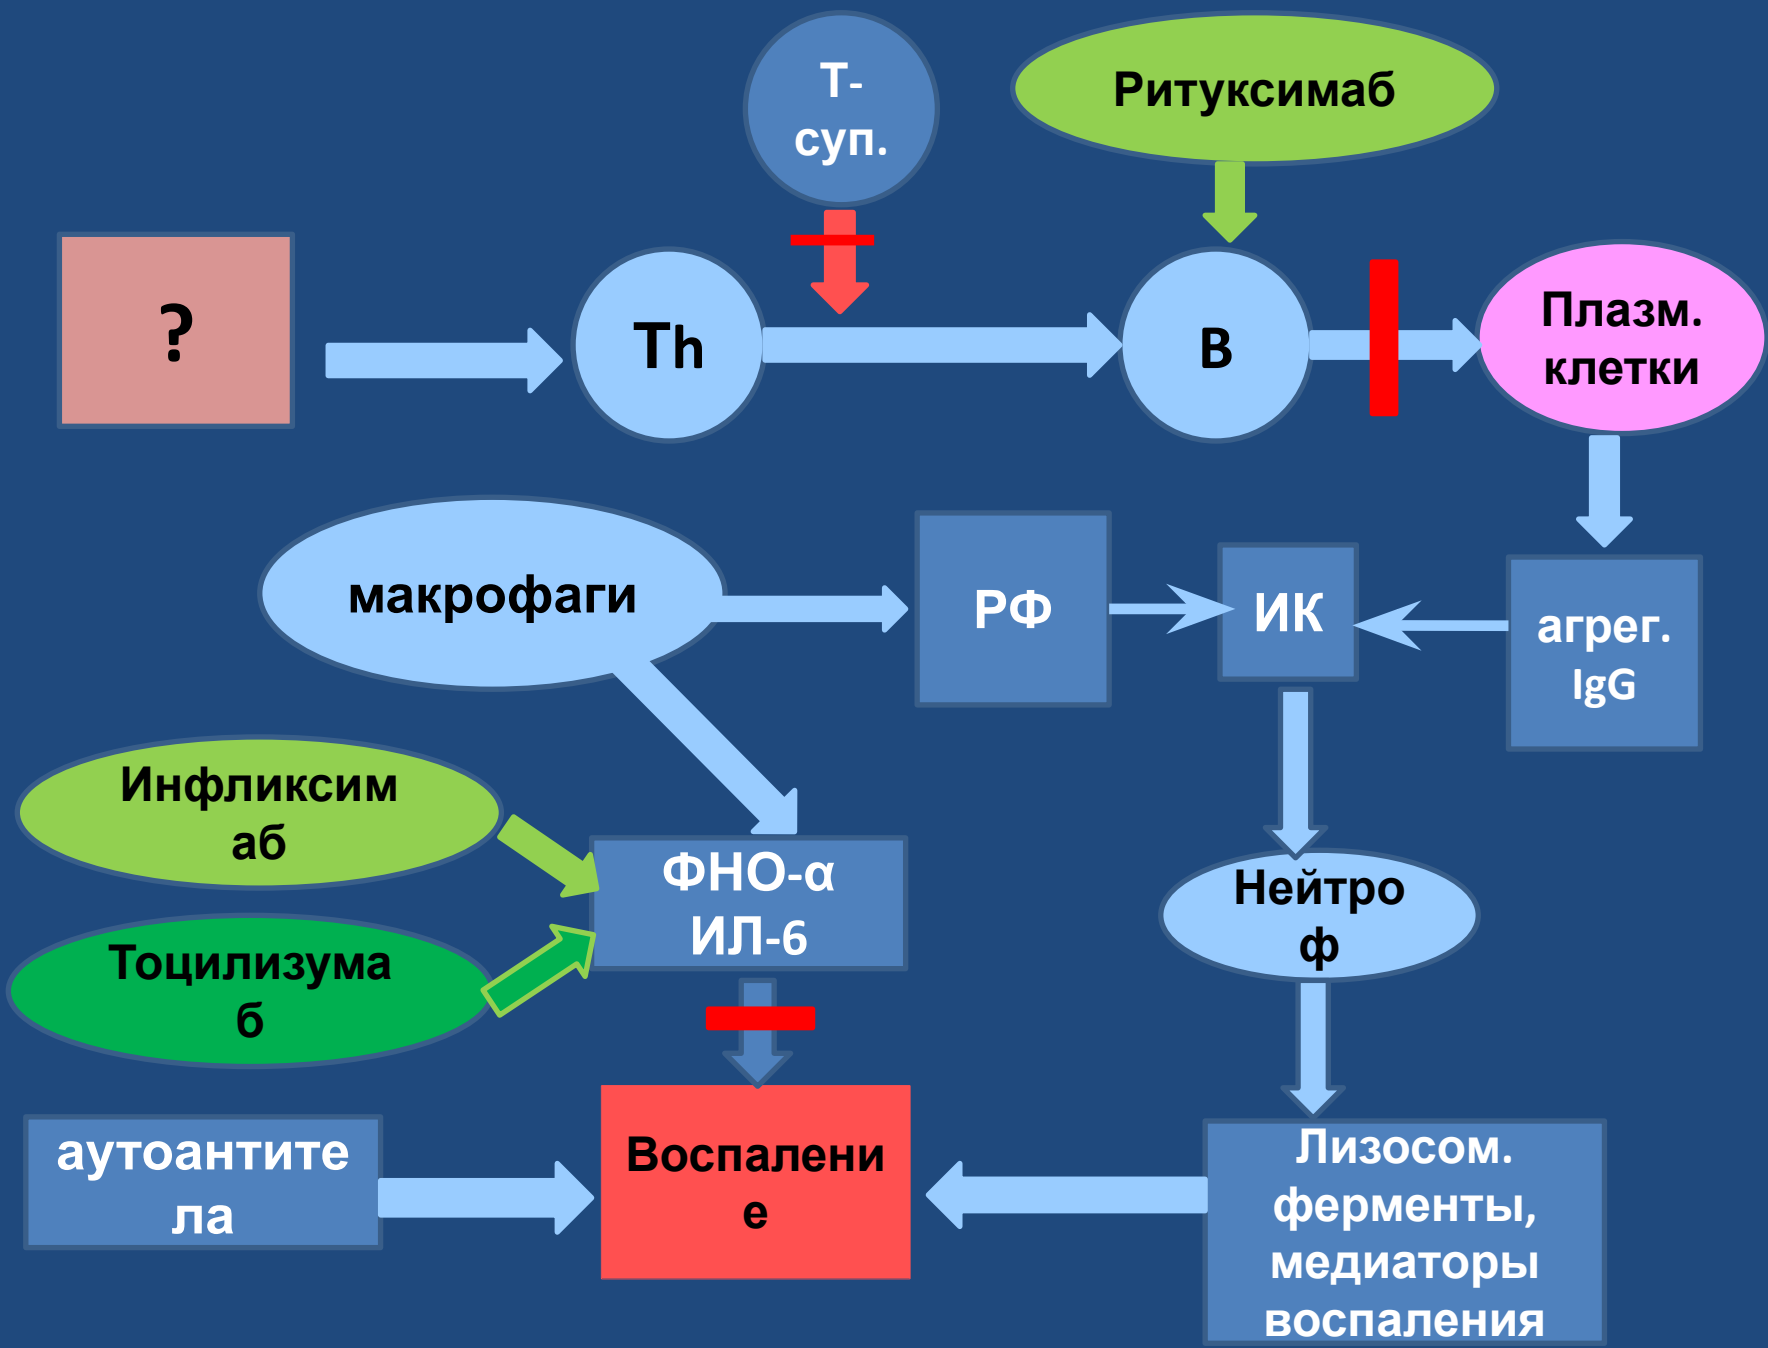 Т-
суп.
Ритуксимаб
?
Th
В
Плазм.
клетки
макрофаги
РФ
ИК
агрег.
IgG
Инфликсим
аб
ФНО-α
ИЛ-6
Нейтро
ф
Тоцилизума
б
аутоантите
ла
Воспалени
е
Лизосом.
ферменты,
медиаторы
воспаления